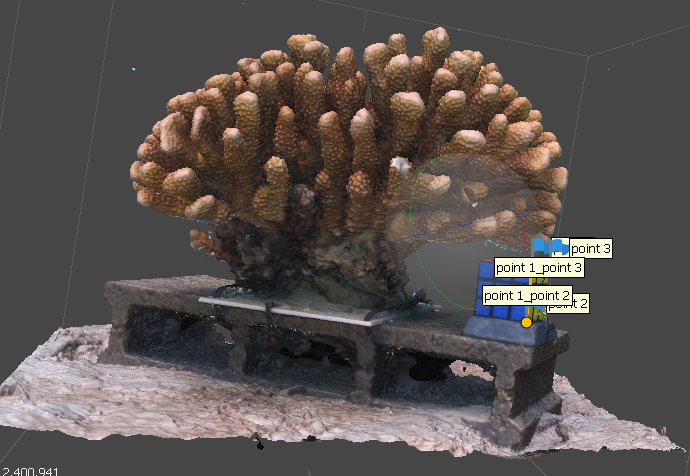 point 3
point 1_point 3
point 1_point 2
point 2
2,400,941